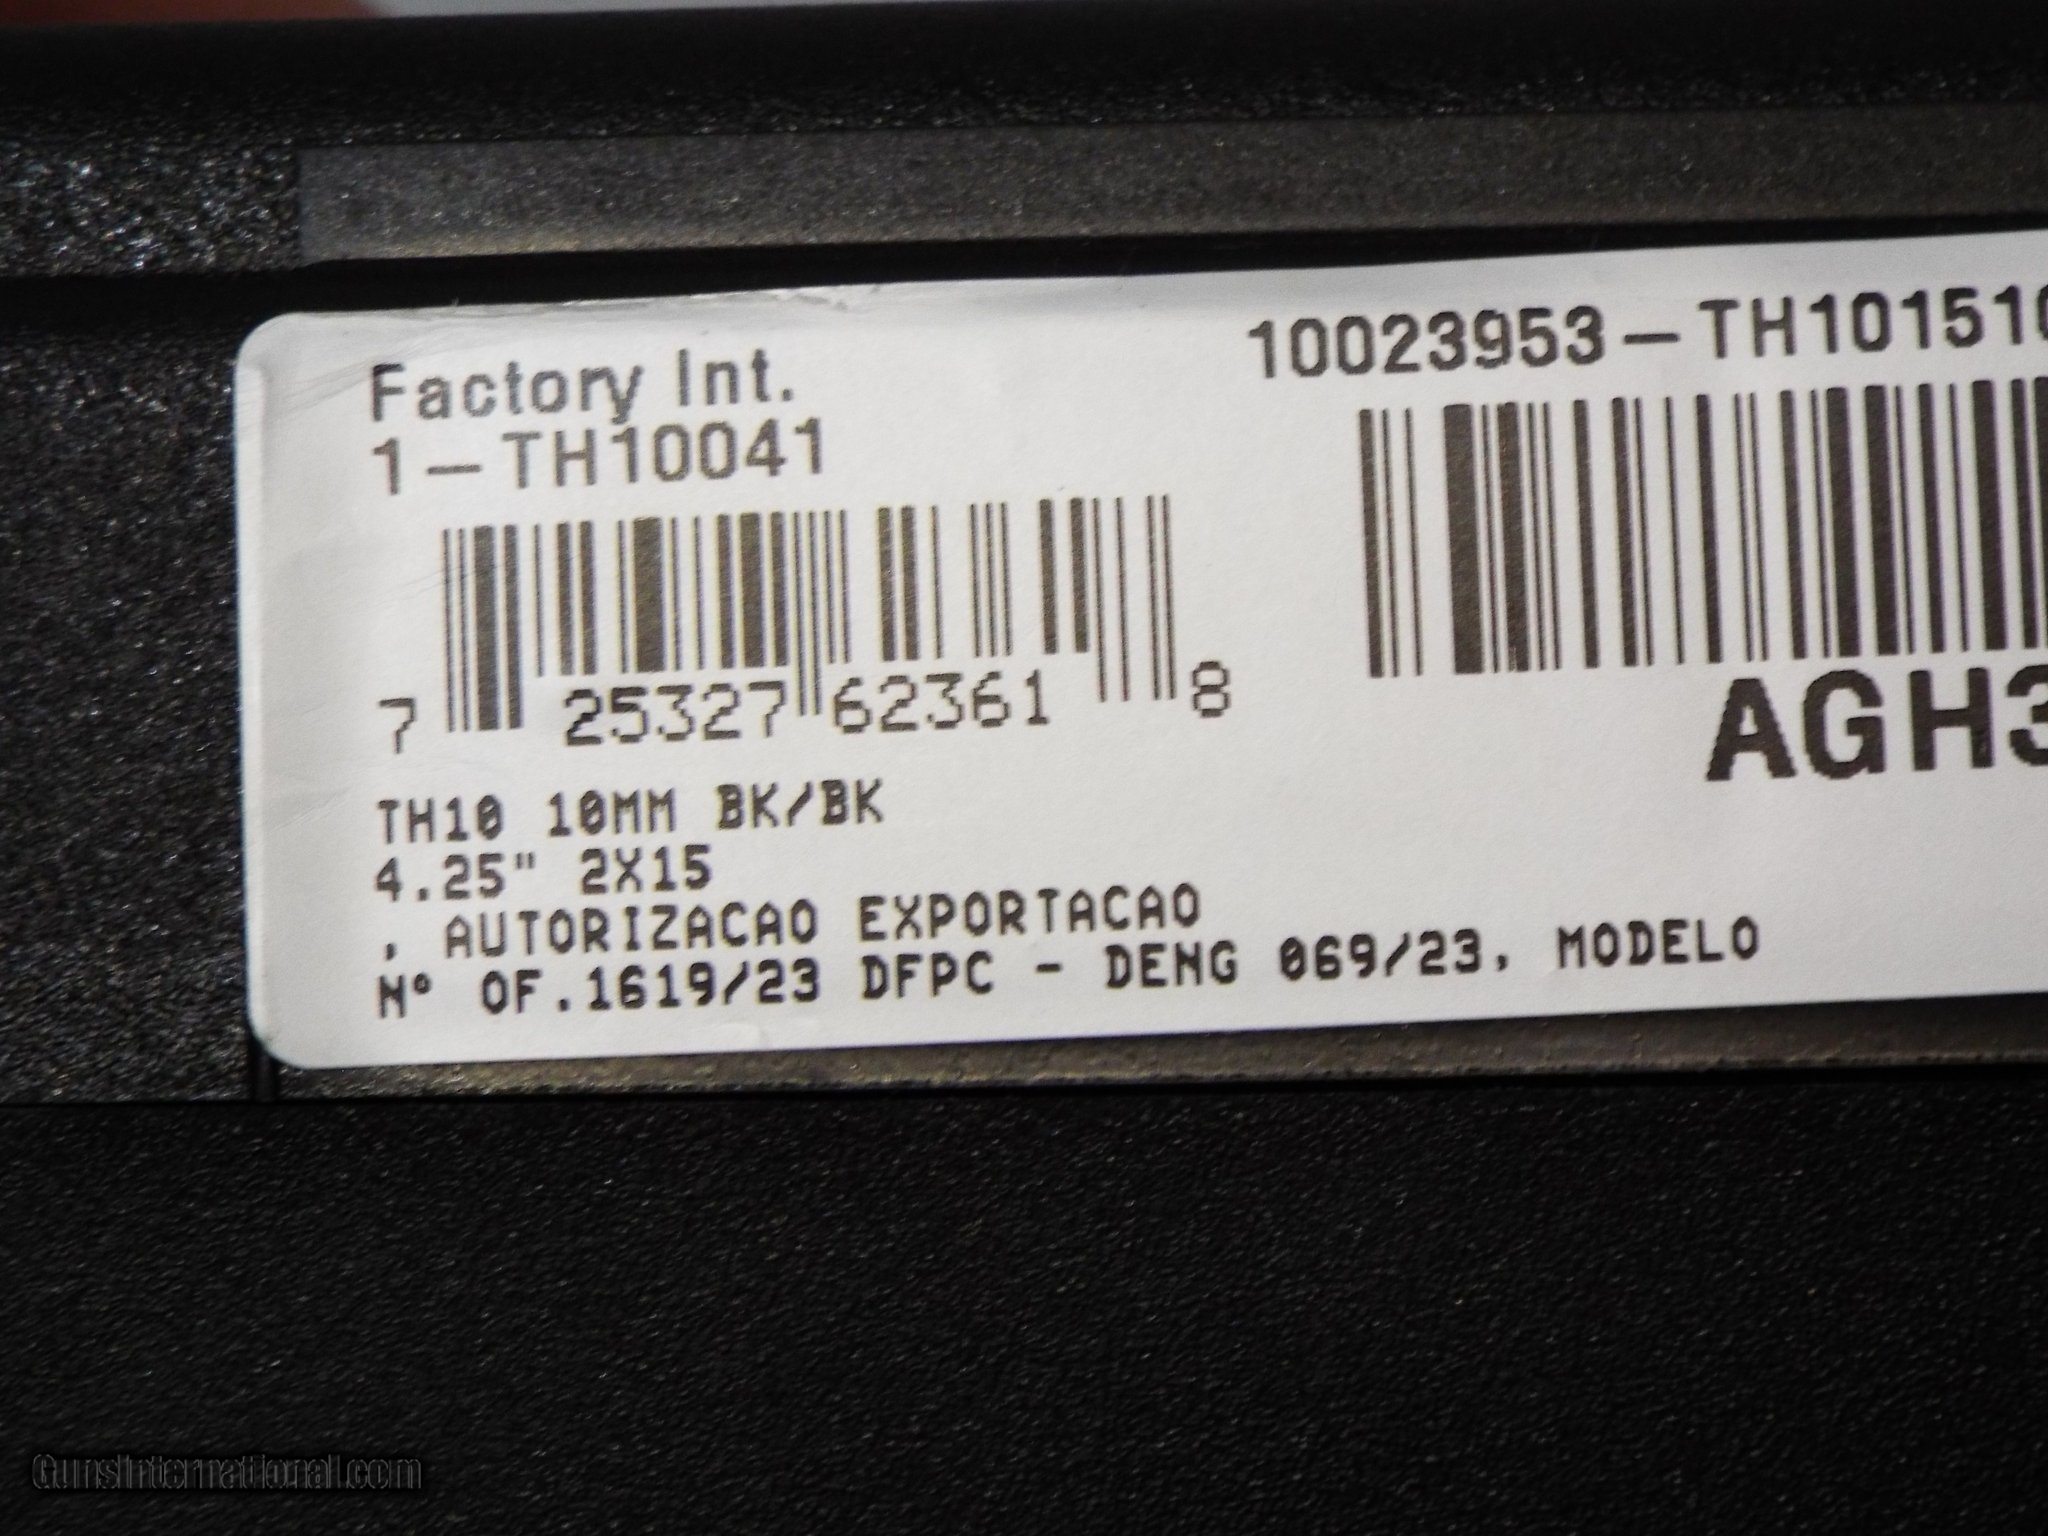 Factory Int.
1-TH10041
10023953-TH101510
7 25327 62361 8
AGH3
TH10 10MM BK/BK
4.25" 2X15
, AUTORIZACAO EXPORTACAO
Nº OF.1619/23 DFPC - DENG 069/23, MODELO
GunsInternational.com